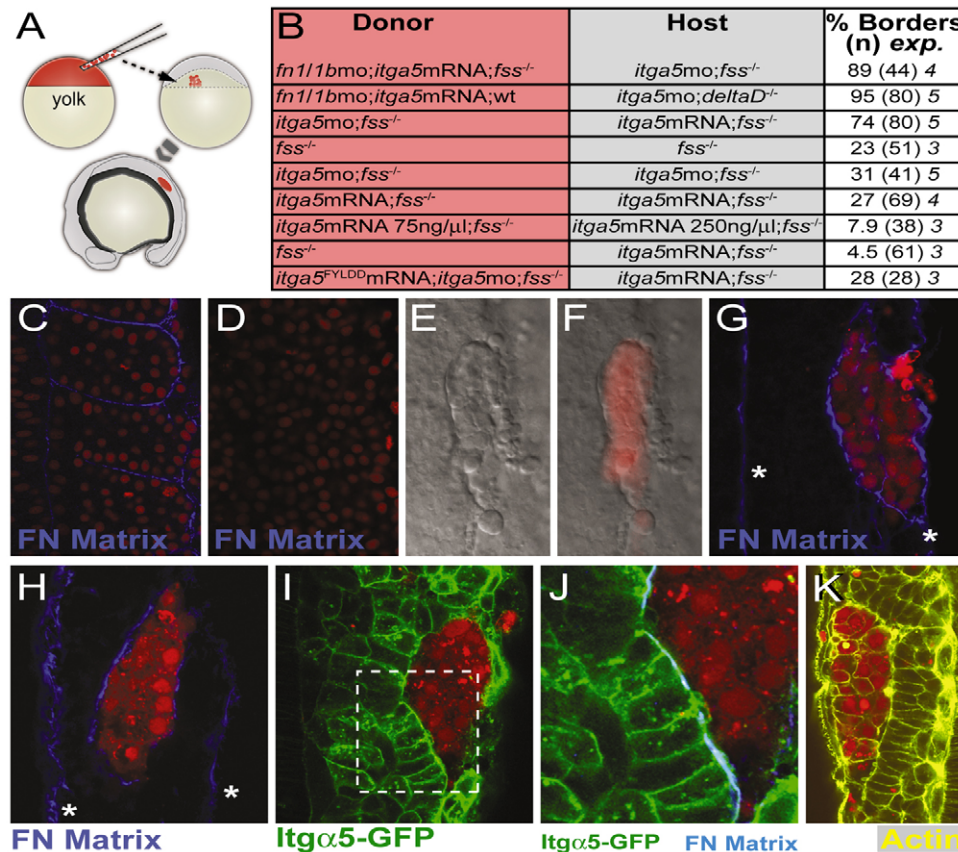 A
yolk
B Donor Host % Borders (n) exp.
fn1/1bmo;itga5mRNA;fss-/- itga5mo;fss-/- 89 (44) 4
fn1/1bmo;itga5mRNA;wt itga5mo;deltaD-/- 95 (80) 5
itga5mo;fss-/- itga5mRNA;fss-/- 74 (80) 5
fss-/- fss-/- 23 (51) 3
itga5mo;fss-/- itga5mo;fss-/- 31 (41) 5
itga5mRNA;fss-/- itga5mo;fss-/- 27 (69) 4
itga5mRNA 75ng/µl;fss-/- itga5mRNA 250ng/µl;fss-/- 7.9 (38) 3
fss-/- itga5mRNA;fss-/- 4.5 (61) 3
itga5FYLDDmRNA;itga5mo;fss-/- itga5mRNA;fss-/- 28 (28) 3
C
FN Matrix
D
FN Matrix
E
F
G
*
*
FN Matrix
H
*
*
FN Matrix
I
Itgα5-GFP
J
Itgα5-GFP FN Matrix
K
Actin